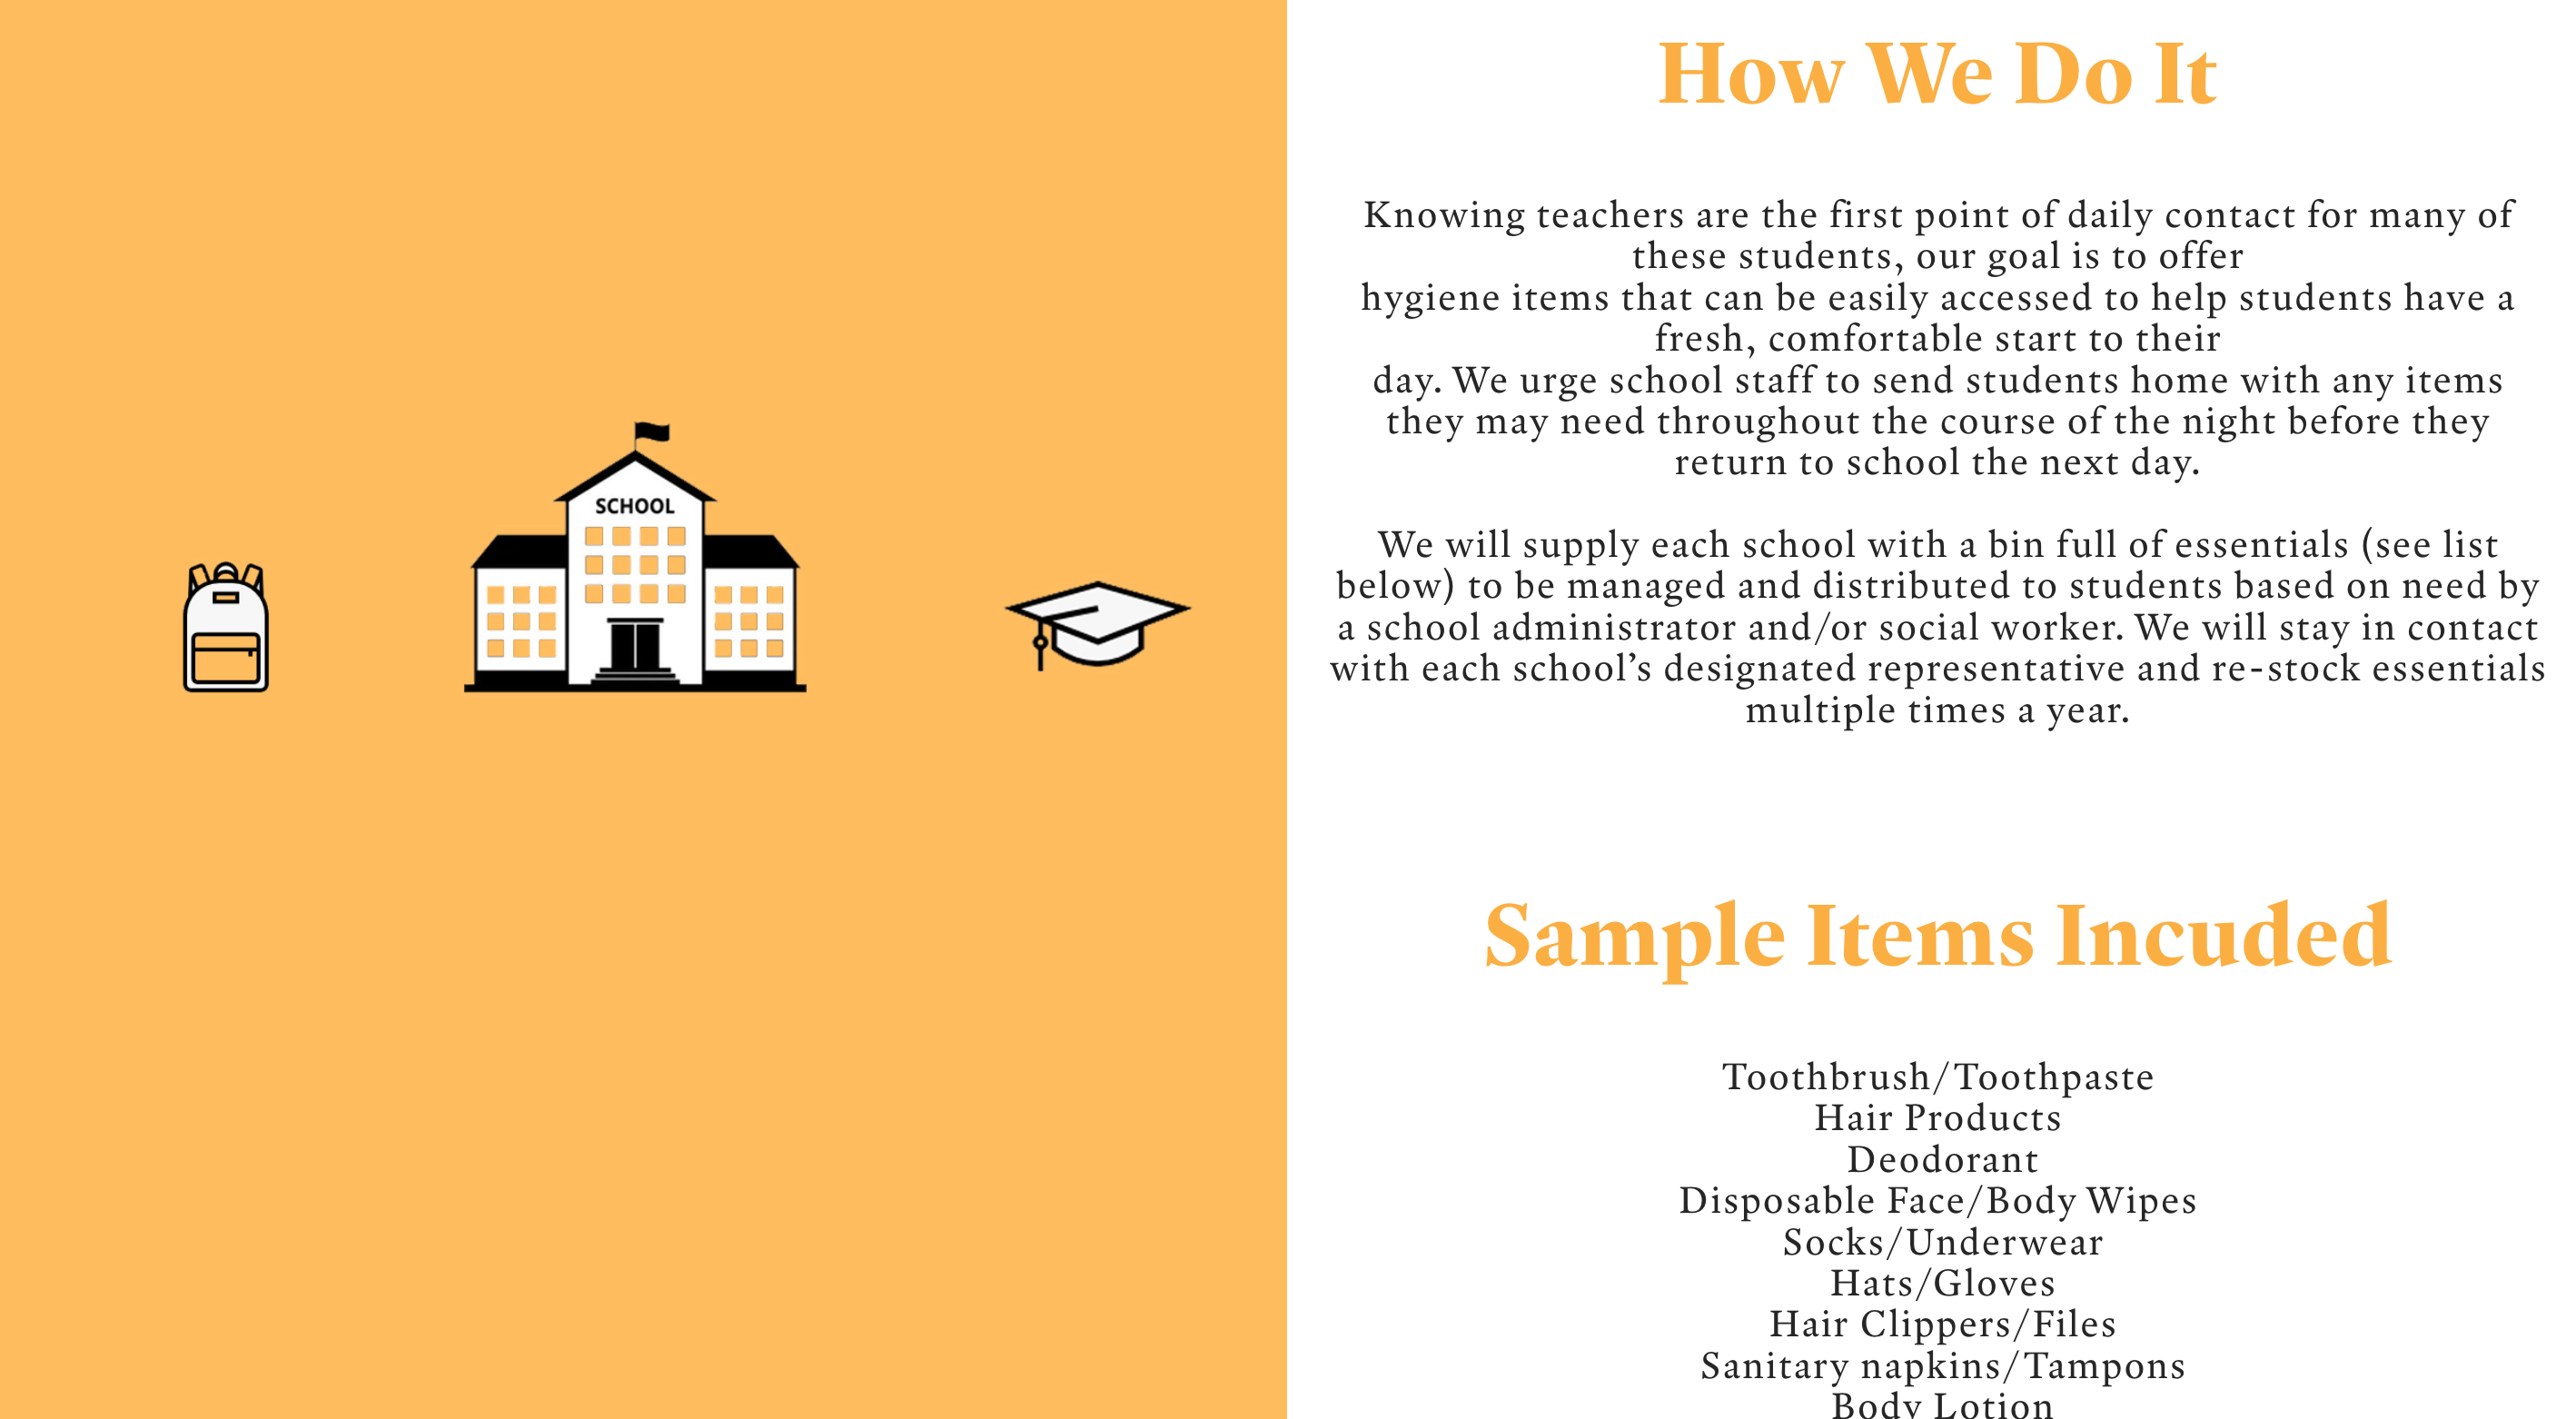 SCHOOL
How We Do It
Knowing teachers are the first point of daily contact for many of
these students, our goal is to offer
hygiene items that can be easily accessed to help students have a
fresh, comfortable start to their
day. We urge school staff to send students home with any items
they may need throughout the course of the night before they
return to school the next day.
We will supply each school with a bin full of essentials (see list
below) to be managed and distributed to students based on need by
a school administrator and/or social worker. We will stay in contact
with each school’s designated representative and re-stock essentials
multiple times a year.
Sample Items Incuded
Toothbrush/Toothpaste
Hair Products
Deodorant
Disposable Face/Body Wipes
Socks/Underwear
Hats/Gloves
Hair Clippers/Files
Sanitary napkins/Tampons
Body Lotion